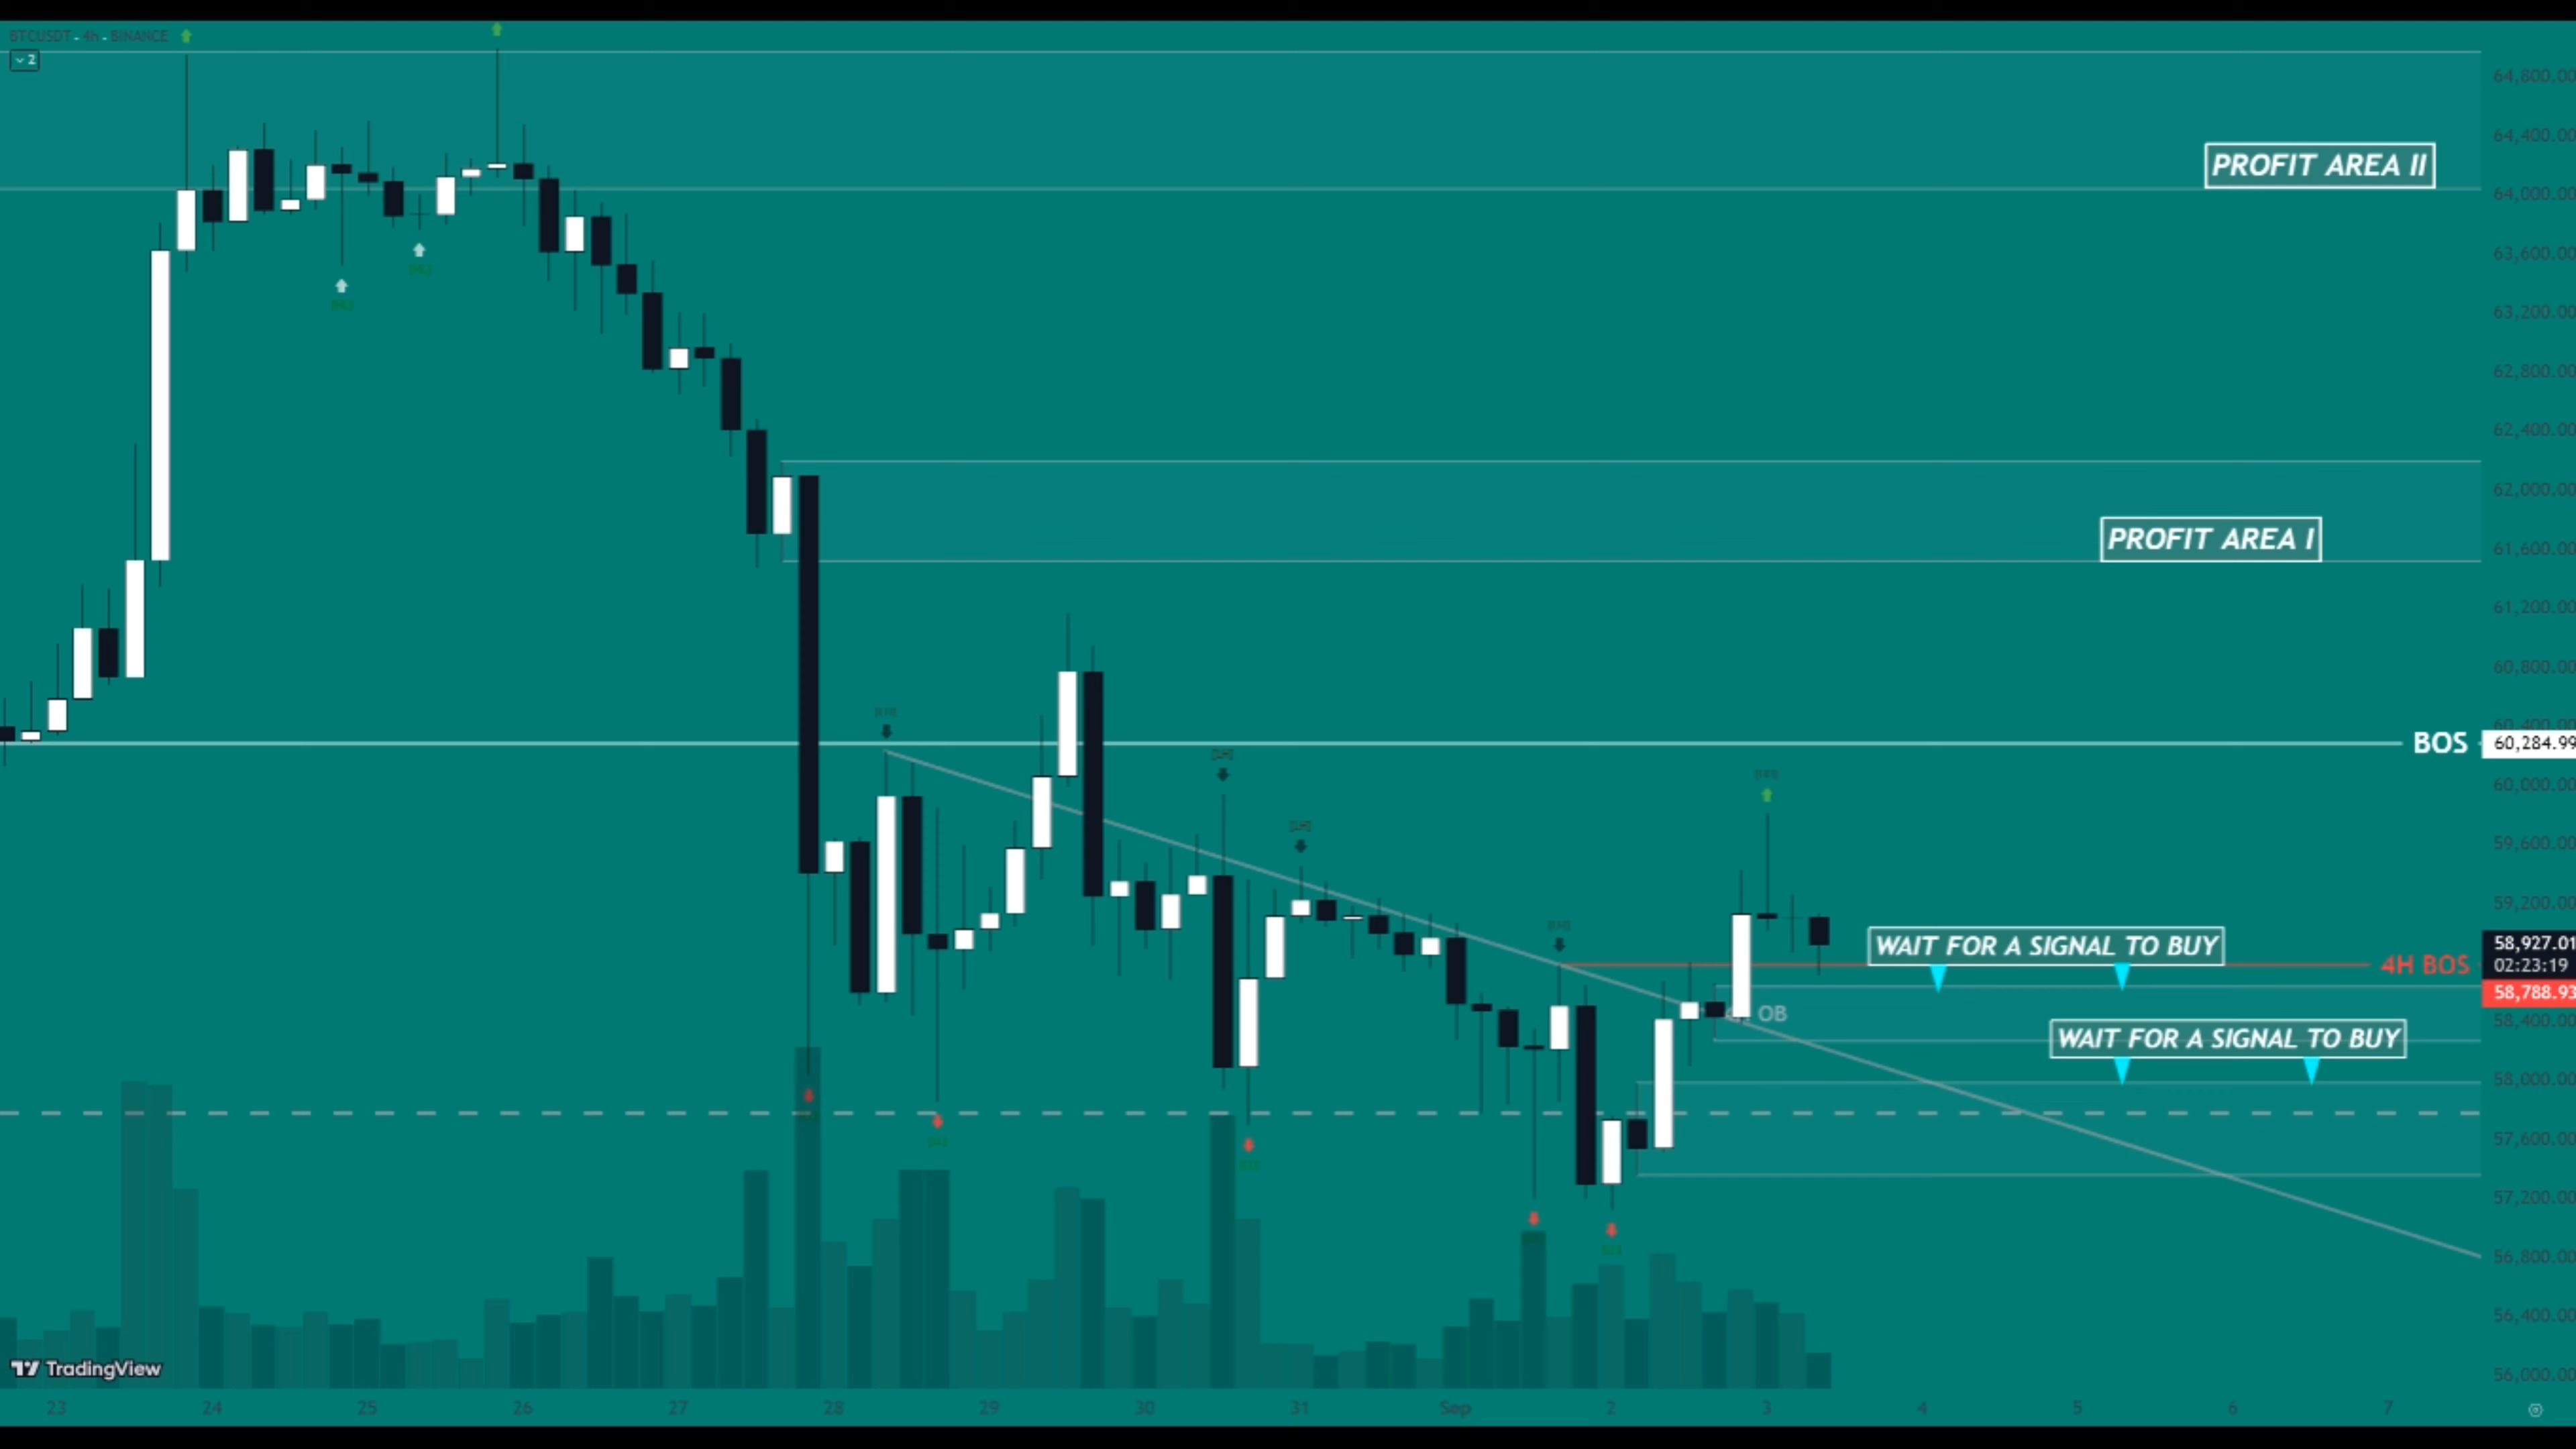 BTCUSDT - 4h - BINANCE
2
64,800.00
64,400.00
PROFIT AREA II
64,000.00
63,600.00
63,200.00
62,800.00
62,400.00
62,000.00
PROFIT AREA I
61,600.00
61,200.00
60,800.00
60,400.00
BOS
60,284.99
60,000.00
59,600.00
59,200.00
WAIT FOR A SIGNAL TO BUY
58,927.01
4H BOS
02:23:19
58,788.93
OB
58,400.00
WAIT FOR A SIGNAL TO BUY
58,000.00
57,600.00
57,200.00
56,800.00
56,400.00
TradingView
56,000.00
23 24 25 26 27 28 29 30 31 Sep 2 3 4 5 6 7